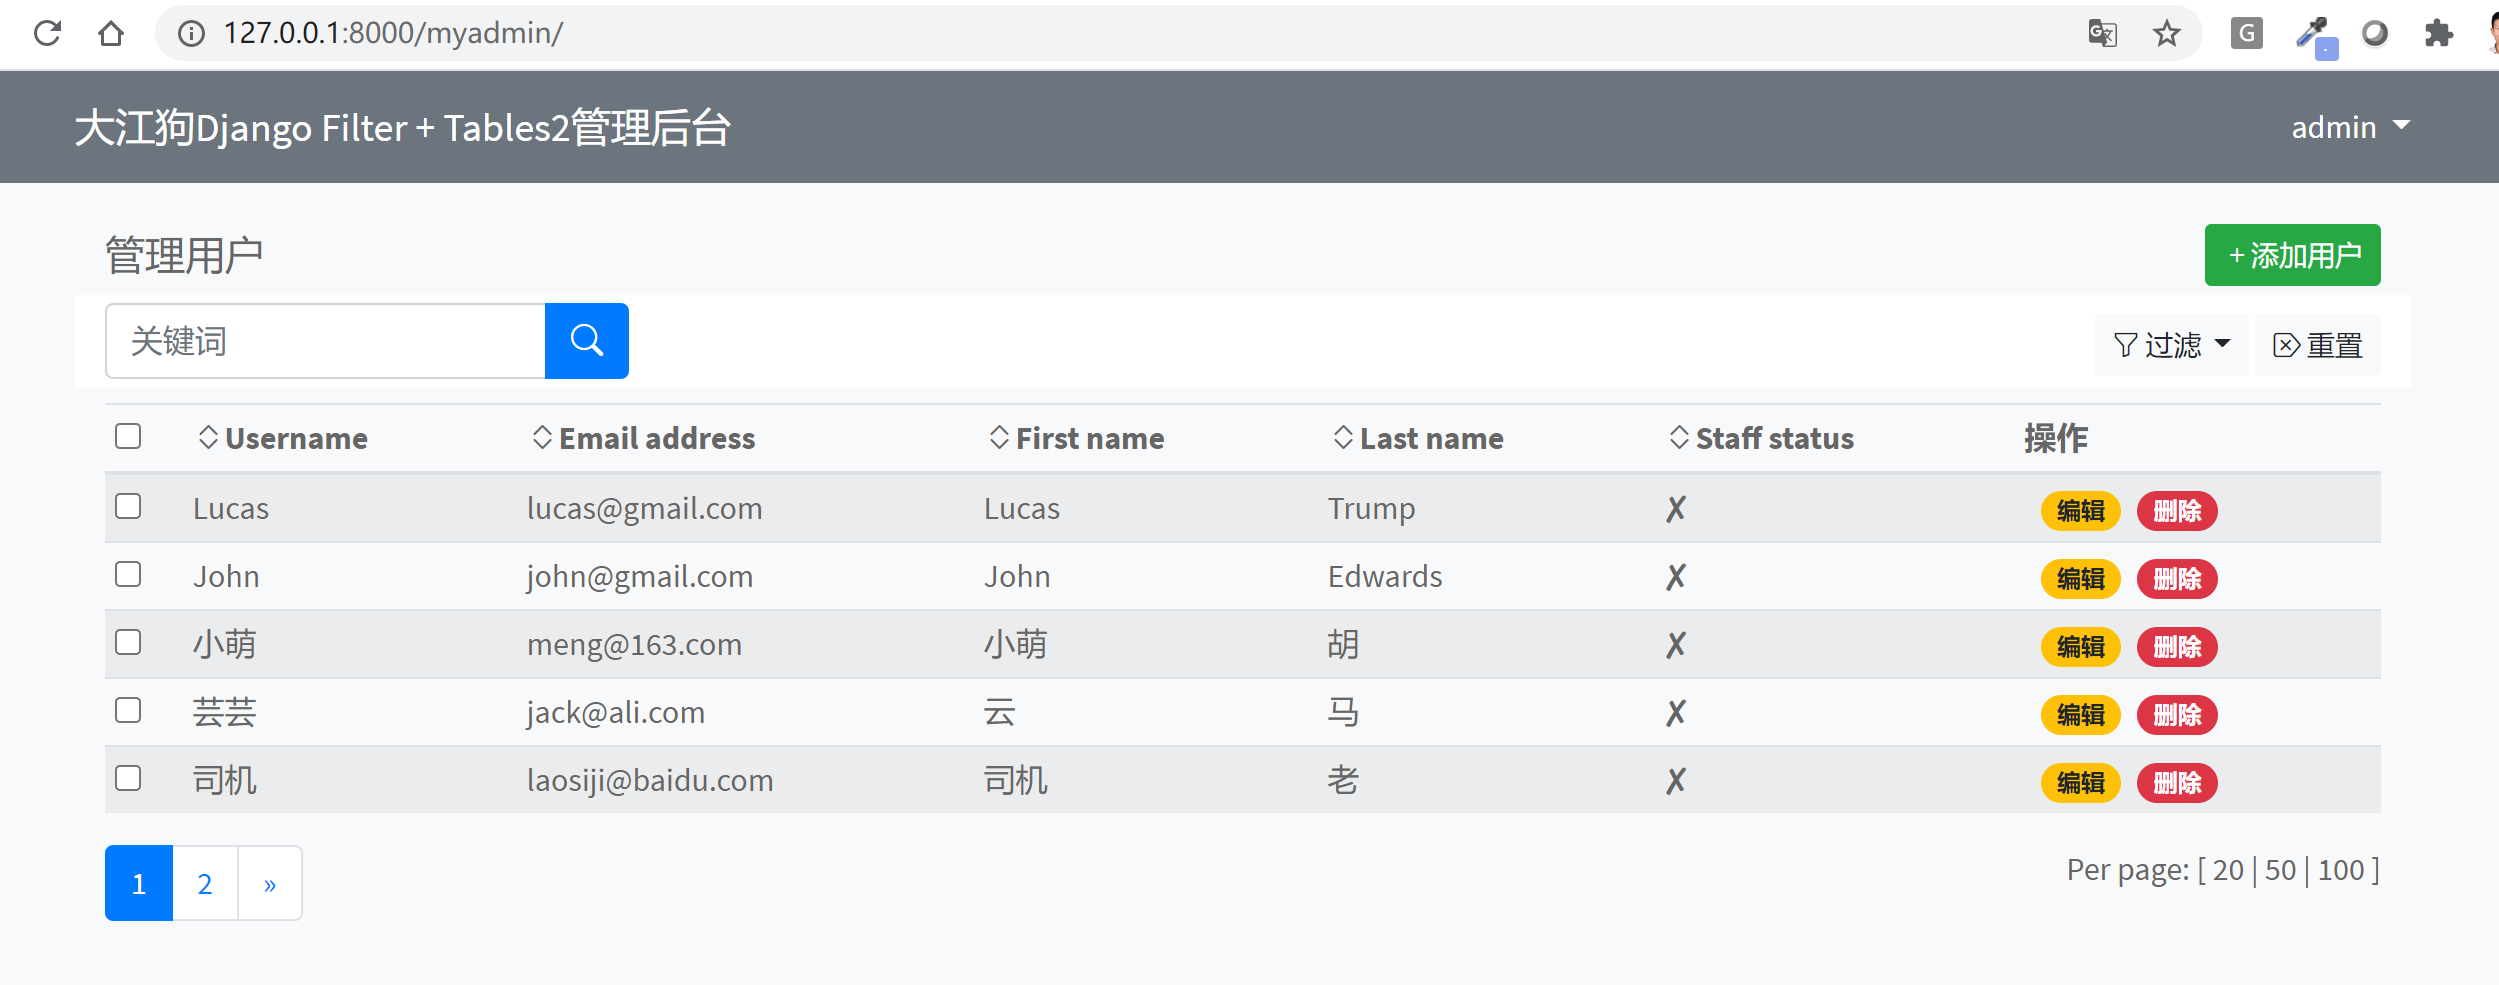 127.0.0.1:8000/myadmin/
G
大江狗Django Filter + Tables2管理后台
admin
管理用户
+ 添加用户
关键词
过滤
重置
Username Email address First name Last name Staff status 操作
Lucas lucas@gmail.com Lucas Trump ✗ 编辑 删除
John john@gmail.com John Edwards ✗ 编辑 删除
小萌 meng@163.com 小萌 胡 ✗ 编辑 删除
芸芸 jack@ali.com 云 马 ✗ 编辑 删除
司机 laosiji@baidu.com 司机 老 ✗ 编辑 删除
1 2 »
Per page: [ 20 | 50 | 100 ]